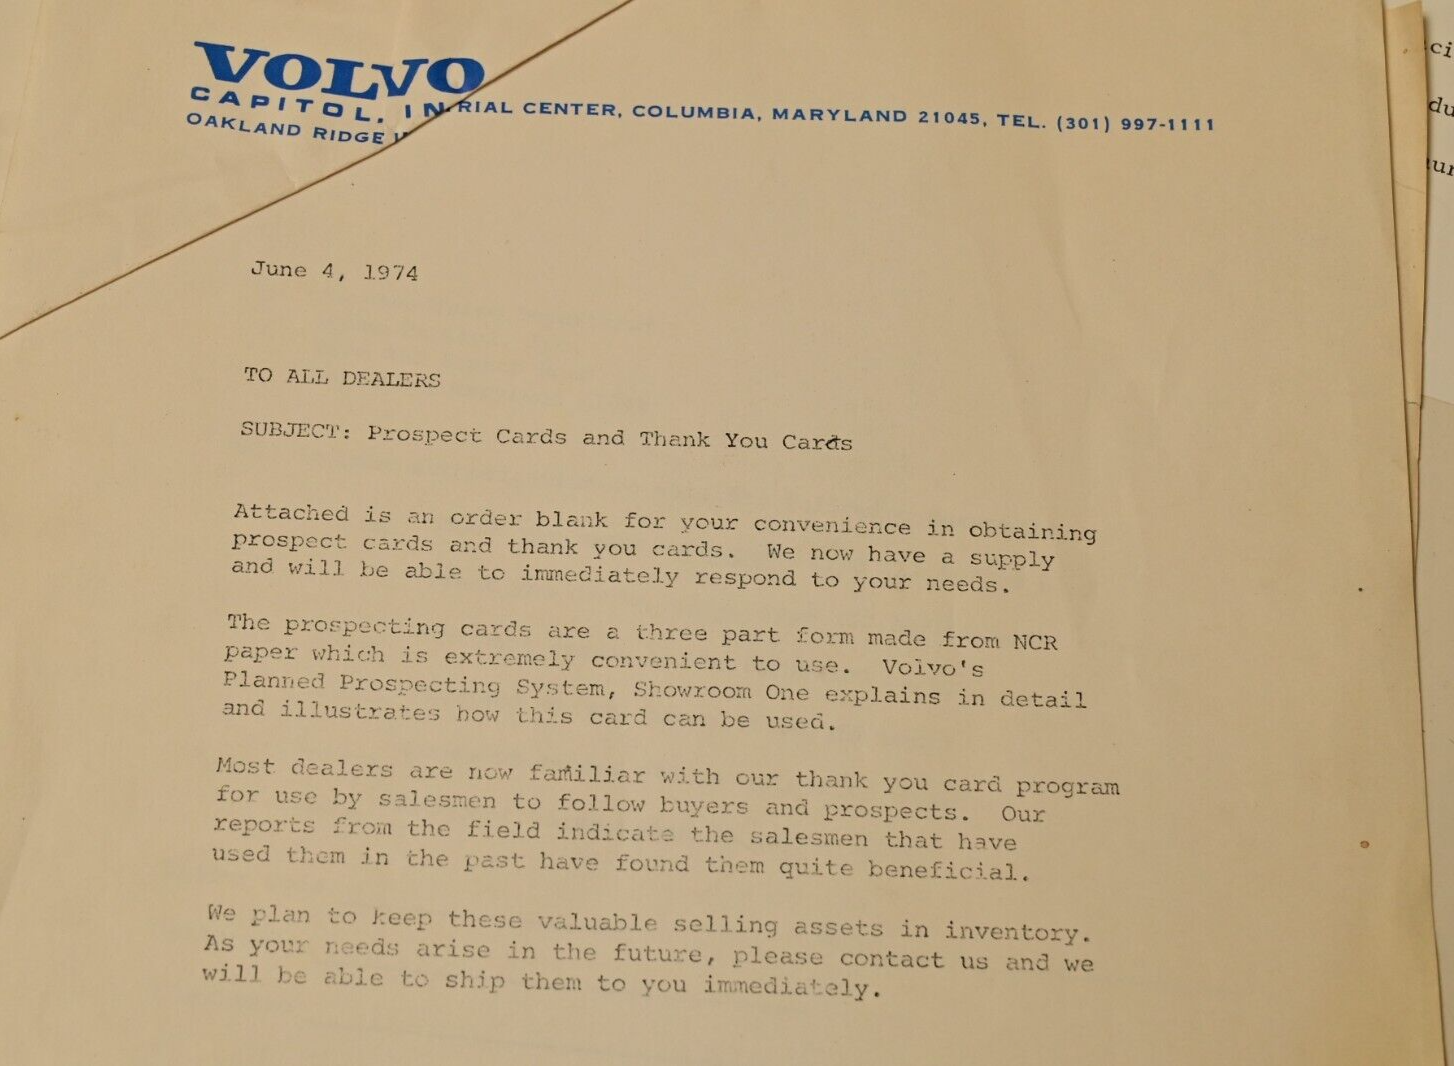 VOLVO
CAPITOL, IN
OAKLAND RIDGE
RIAL CENTER, COLUMBIA, MARYLAND 21045, TEL. (301) 997-1111
June 4, 1974
TO ALL DEALERS
SUBJECT: Prospect Cards and Thank You Cards
Attached is an order blank for your convenience in obtaining
prospect cards and thank you cards. We now have a supply
and will be able to immediately respond to your needs.
The prospecting cards are a three part form made from NCR
paper which is extremely convenient to use. Volvo's
Planned Prospecting System, Showroom One explains in detail
and illustrates how this card can be used.
Most dealers are now familiar with our thank you card program
for use by salesmen to follow buyers and prospects. Our
reports from the field indicate the salesmen that have
used them in the past have found them quite beneficial.
We plan to keep these valuable selling assets in inventory.
As your needs arise in the future, please contact us and we
will be able to ship them to you immediately.
ci
du